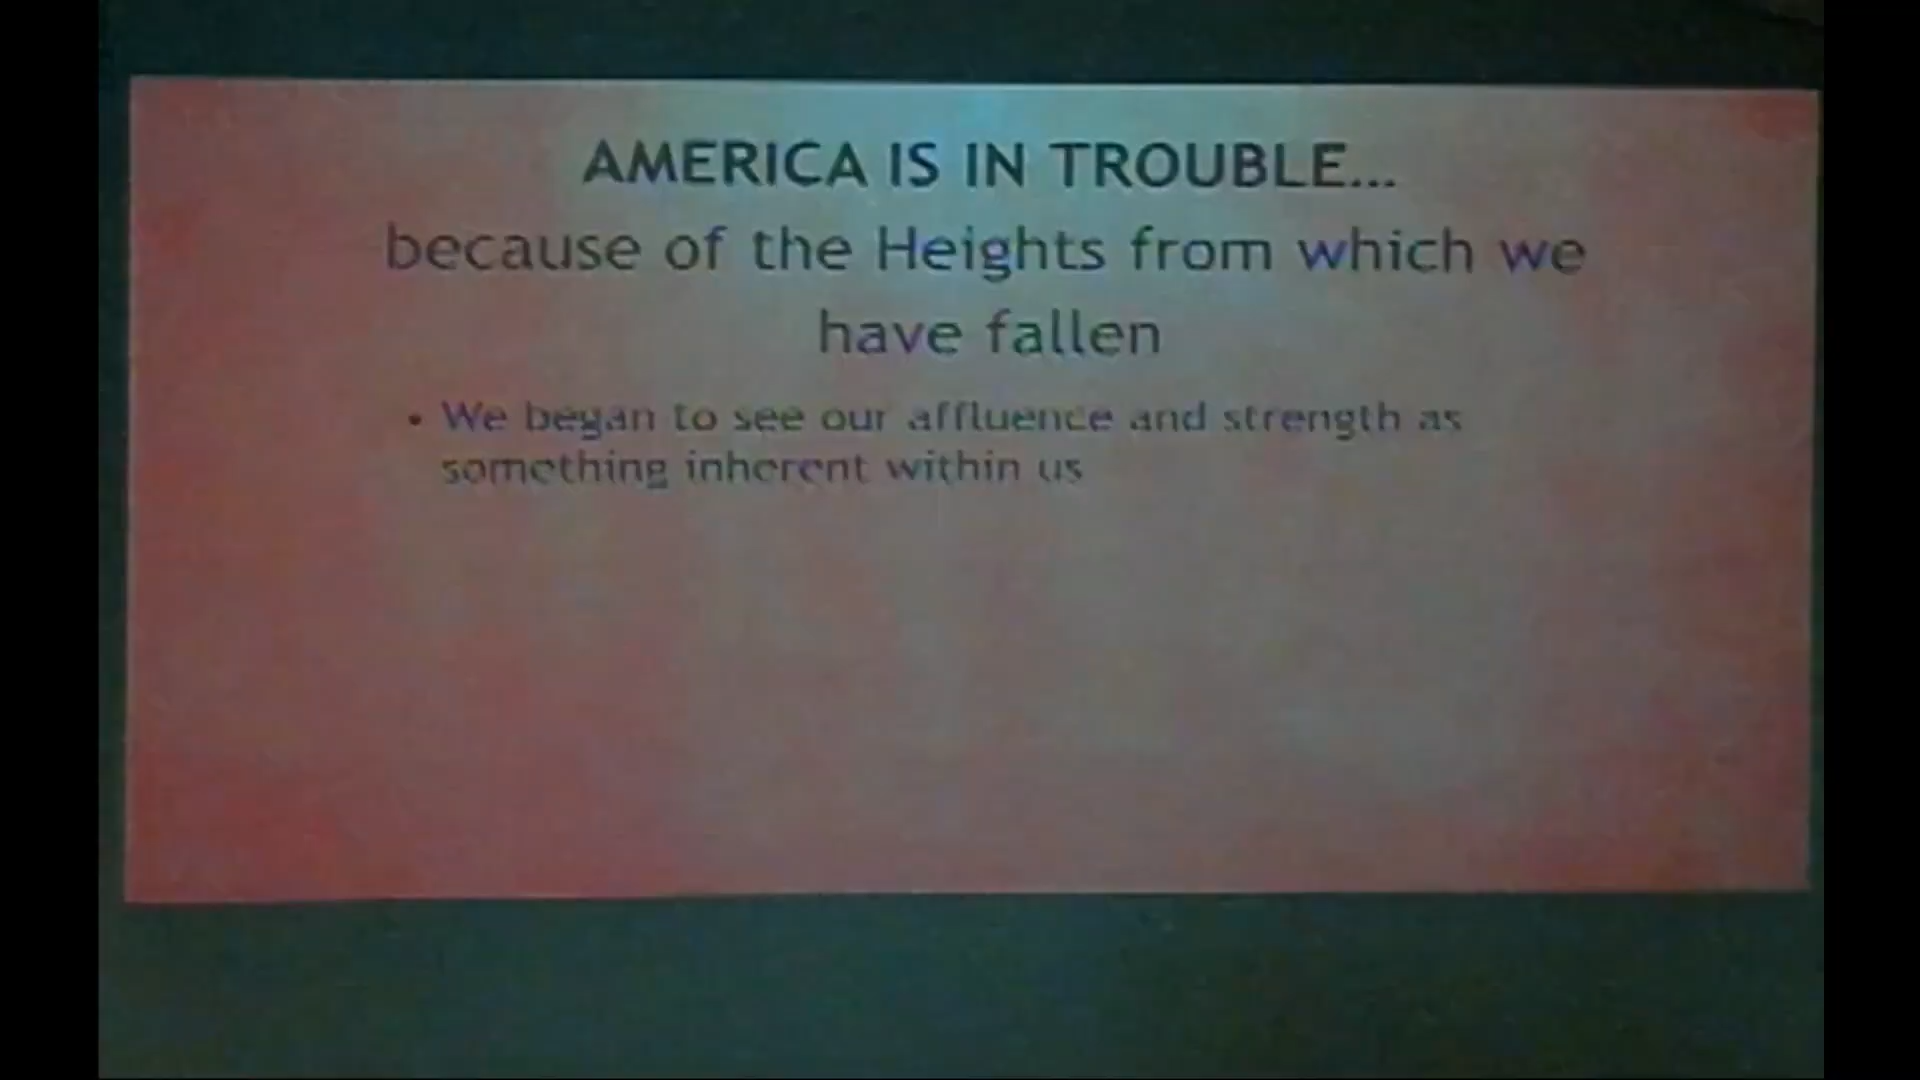 AMERICA IS IN TROUBLE...
because of the Heights from which we
have fallen
• We began to see our affluence and strength as
something inherent within us